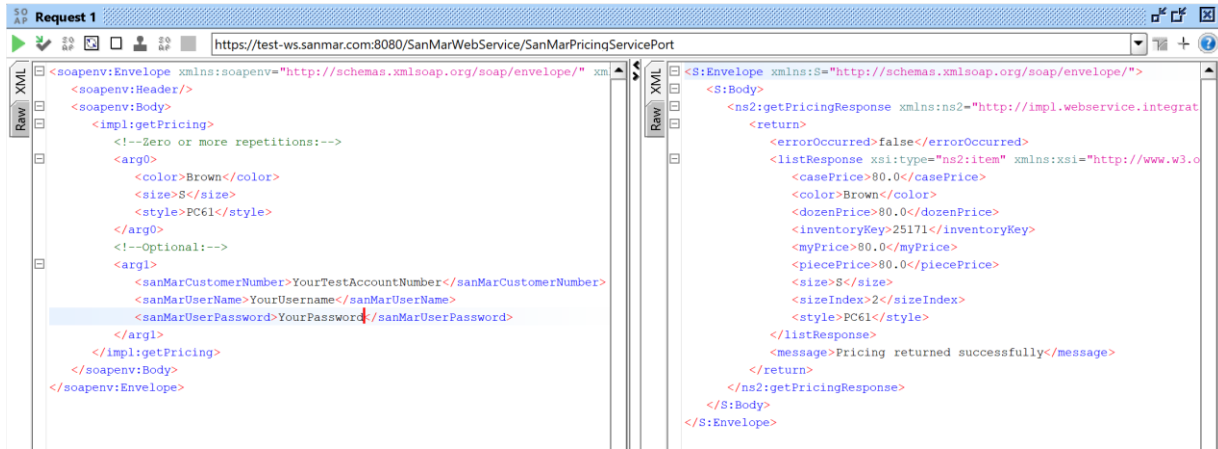 SO AP Request 1
SO AP SO AP https://test-ws.sanmar.com:8080/SanMarWebService/SanMarPricingServicePort
XML
Raw
<soapenv:Envelope xmlns:soapenv="http://schemas.xmlsoap.org/soap/envelope/" xm
<soapenv:Header/>
<soapenv:Body>
<impl:getPricing>
<!--Zero or more repetitions:-->
<arg0>
<color>Brown</color>
<size>S</size>
<style>PC61</style>
</arg0>
<!--Optional:-->
<arg1>
<sanMarCustomerNumber>YourTestAccountNumber</sanMarCustomerNumber>
<sanMarUserName>YourUsername</sanMarUserName>
<sanMarUserPassword>YourPassword</sanMarUserPassword>
</arg1>
</impl:getPricing>
</soapenv:Body>
</soapenv:Envelope>
XML
Raw
<S:Envelope xmlns:S="http://schemas.xmlsoap.org/soap/envelope/">
<S:Body>
<ns2:getPricingResponse xmlns:ns2="http://impl.webservice.integrat
<return>
<errorOccurred>false</errorOccurred>
<listResponse xsi:type="ns2:item" xmlns:xsi="http://www.w3.o
<casePrice>80.0</casePrice>
<color>Brown</color>
<dozenPrice>80.0</dozenPrice>
<inventoryKey>25171</inventoryKey>
<myPrice>80.0</myPrice>
<piecePrice>80.0</piecePrice>
<size>S</size>
<sizeIndex>2</sizeIndex>
<style>PC61</style>
</listResponse>
<message>Pricing returned successfully</message>
</return>
</ns2:getPricingResponse>
</S:Body>
</S:Envelope>